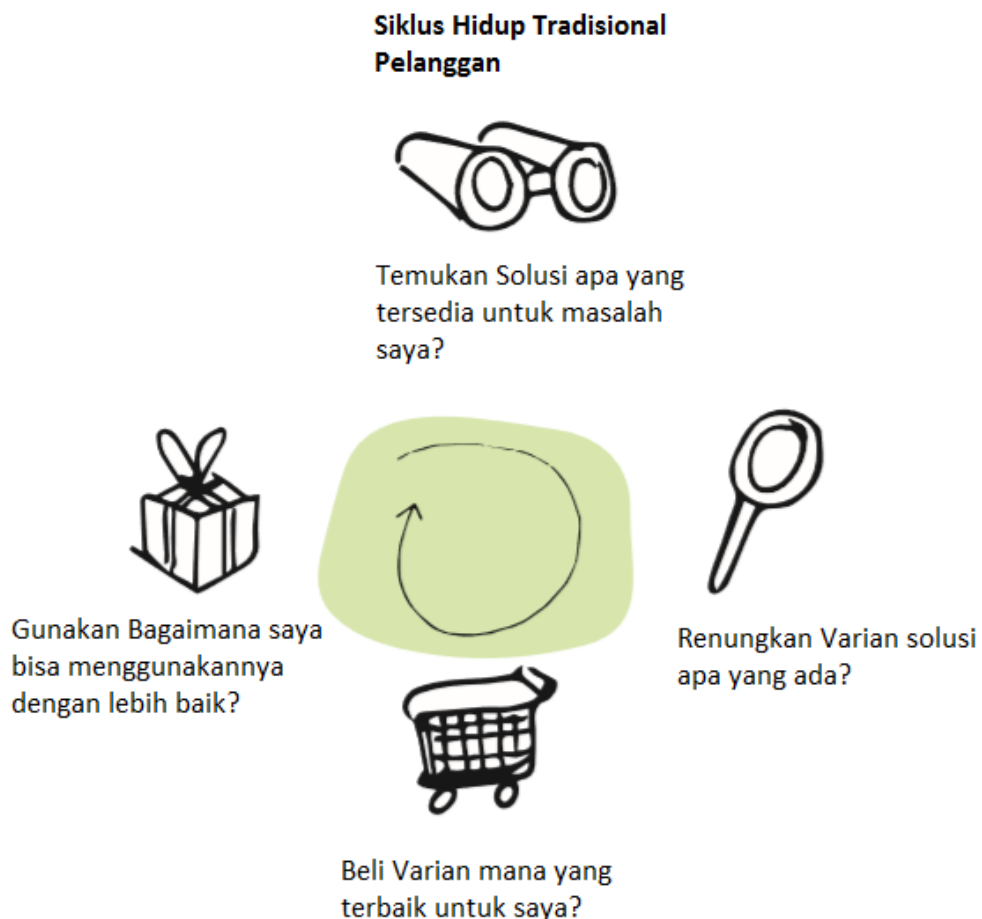 Siklus Hidup Tradisional
Pelanggan
Temukan Solusi apa yang
tersedia untuk masalah
saya?
Gunakan Bagaimana saya
bisa menggunakannya
dengan lebih baik?
Renungkan Varian solusi
apa yang ada?
Beli Varian mana yang
terbaik untuk saya?